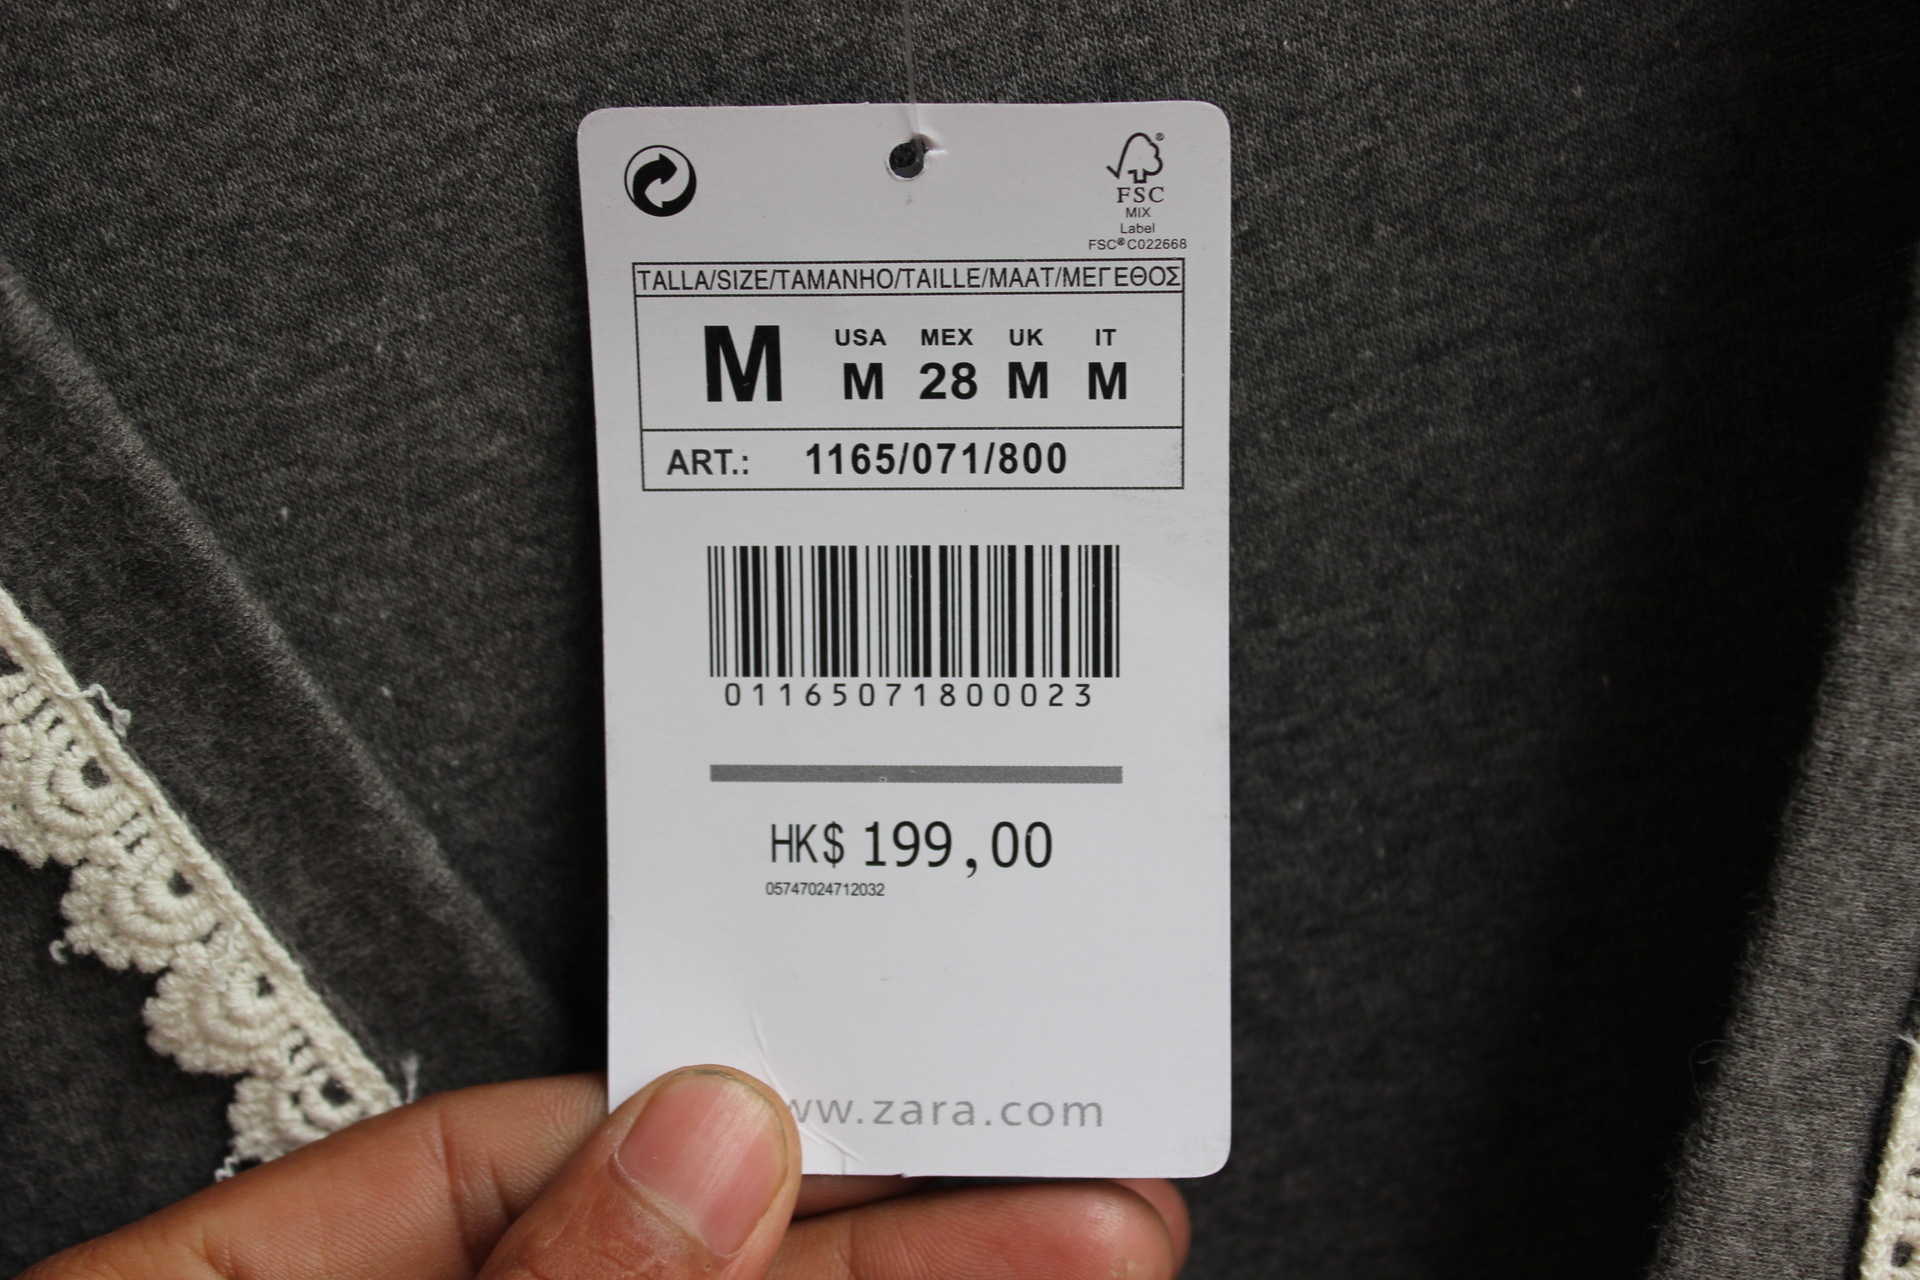 FSC
MIX
Label
FSC® C022668
TALLA/SIZE/TAMANHO/TAILLE/MAAT/ΜΕΓΕΘΟΣ
M USA MEX UK IT
M 28 M M
ART.: 1165/071/800
01165071800023
HK$ 199,00
05747024712032
ww.zara.com